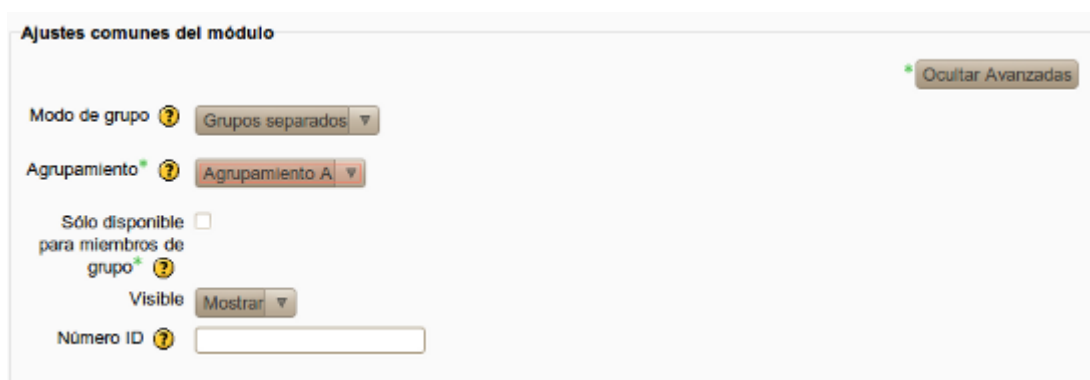 Ajustes comunes del módulo
* Ocultar Avanzadas
Modo de grupo ? Grupos separados
Agrupamiento* ? Agrupamiento A
Sólo disponible
para miembros de
grupo* ?
Visible Mostrar
Número ID ?